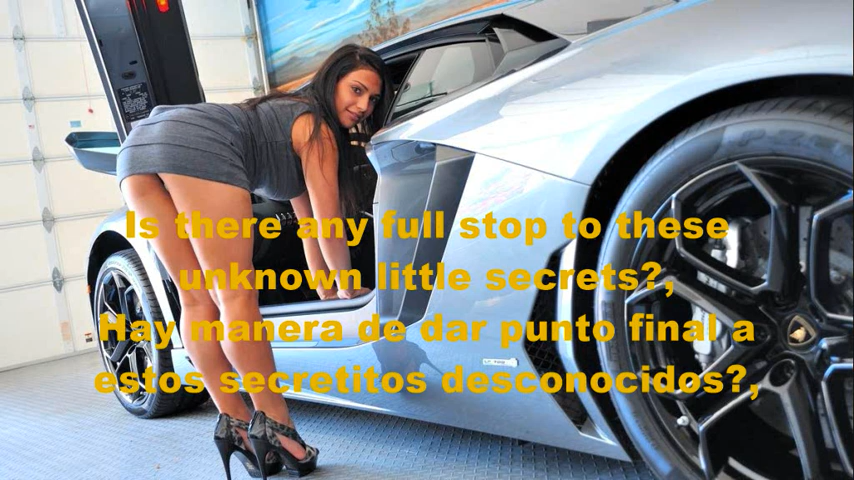 Is there any full stop to these
unknown little secrets?,
Hay manera de dar punto final a
estos secretitos desconocidos?,